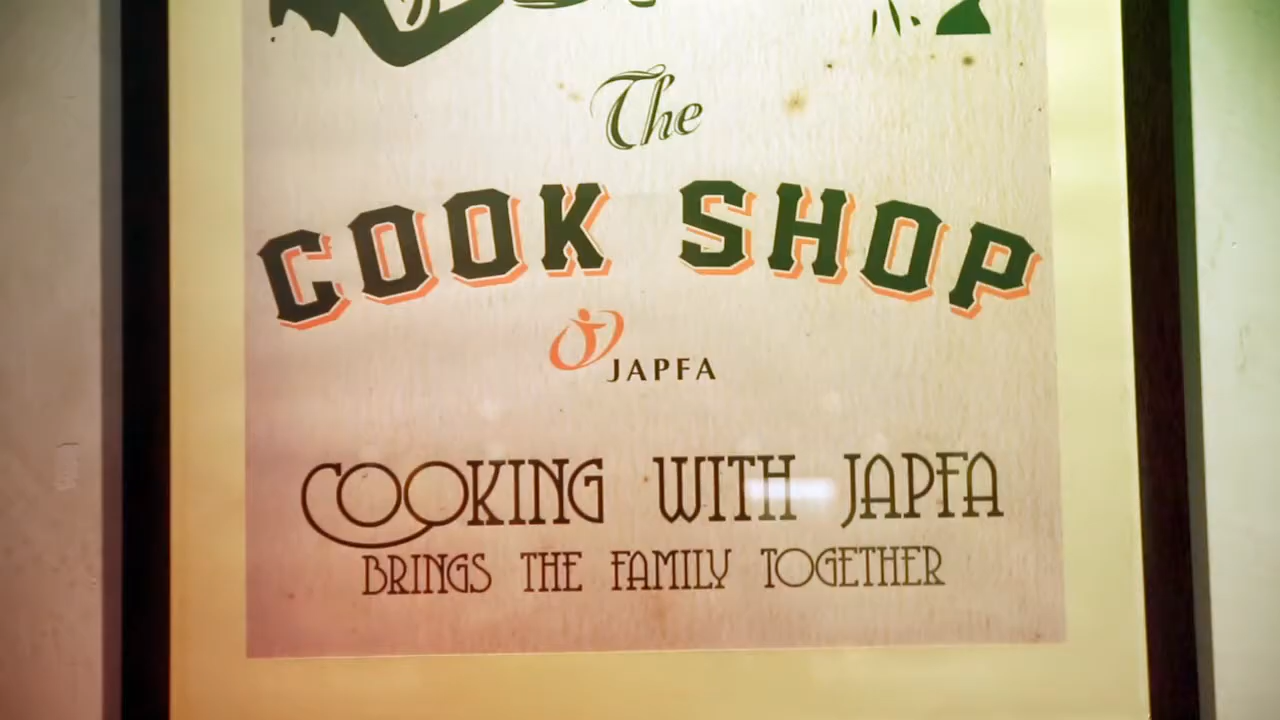 The
COOK SHOP
JAPFA
COOKING WITH JAPFA
BRINGS THE FAMILY TOGETHER